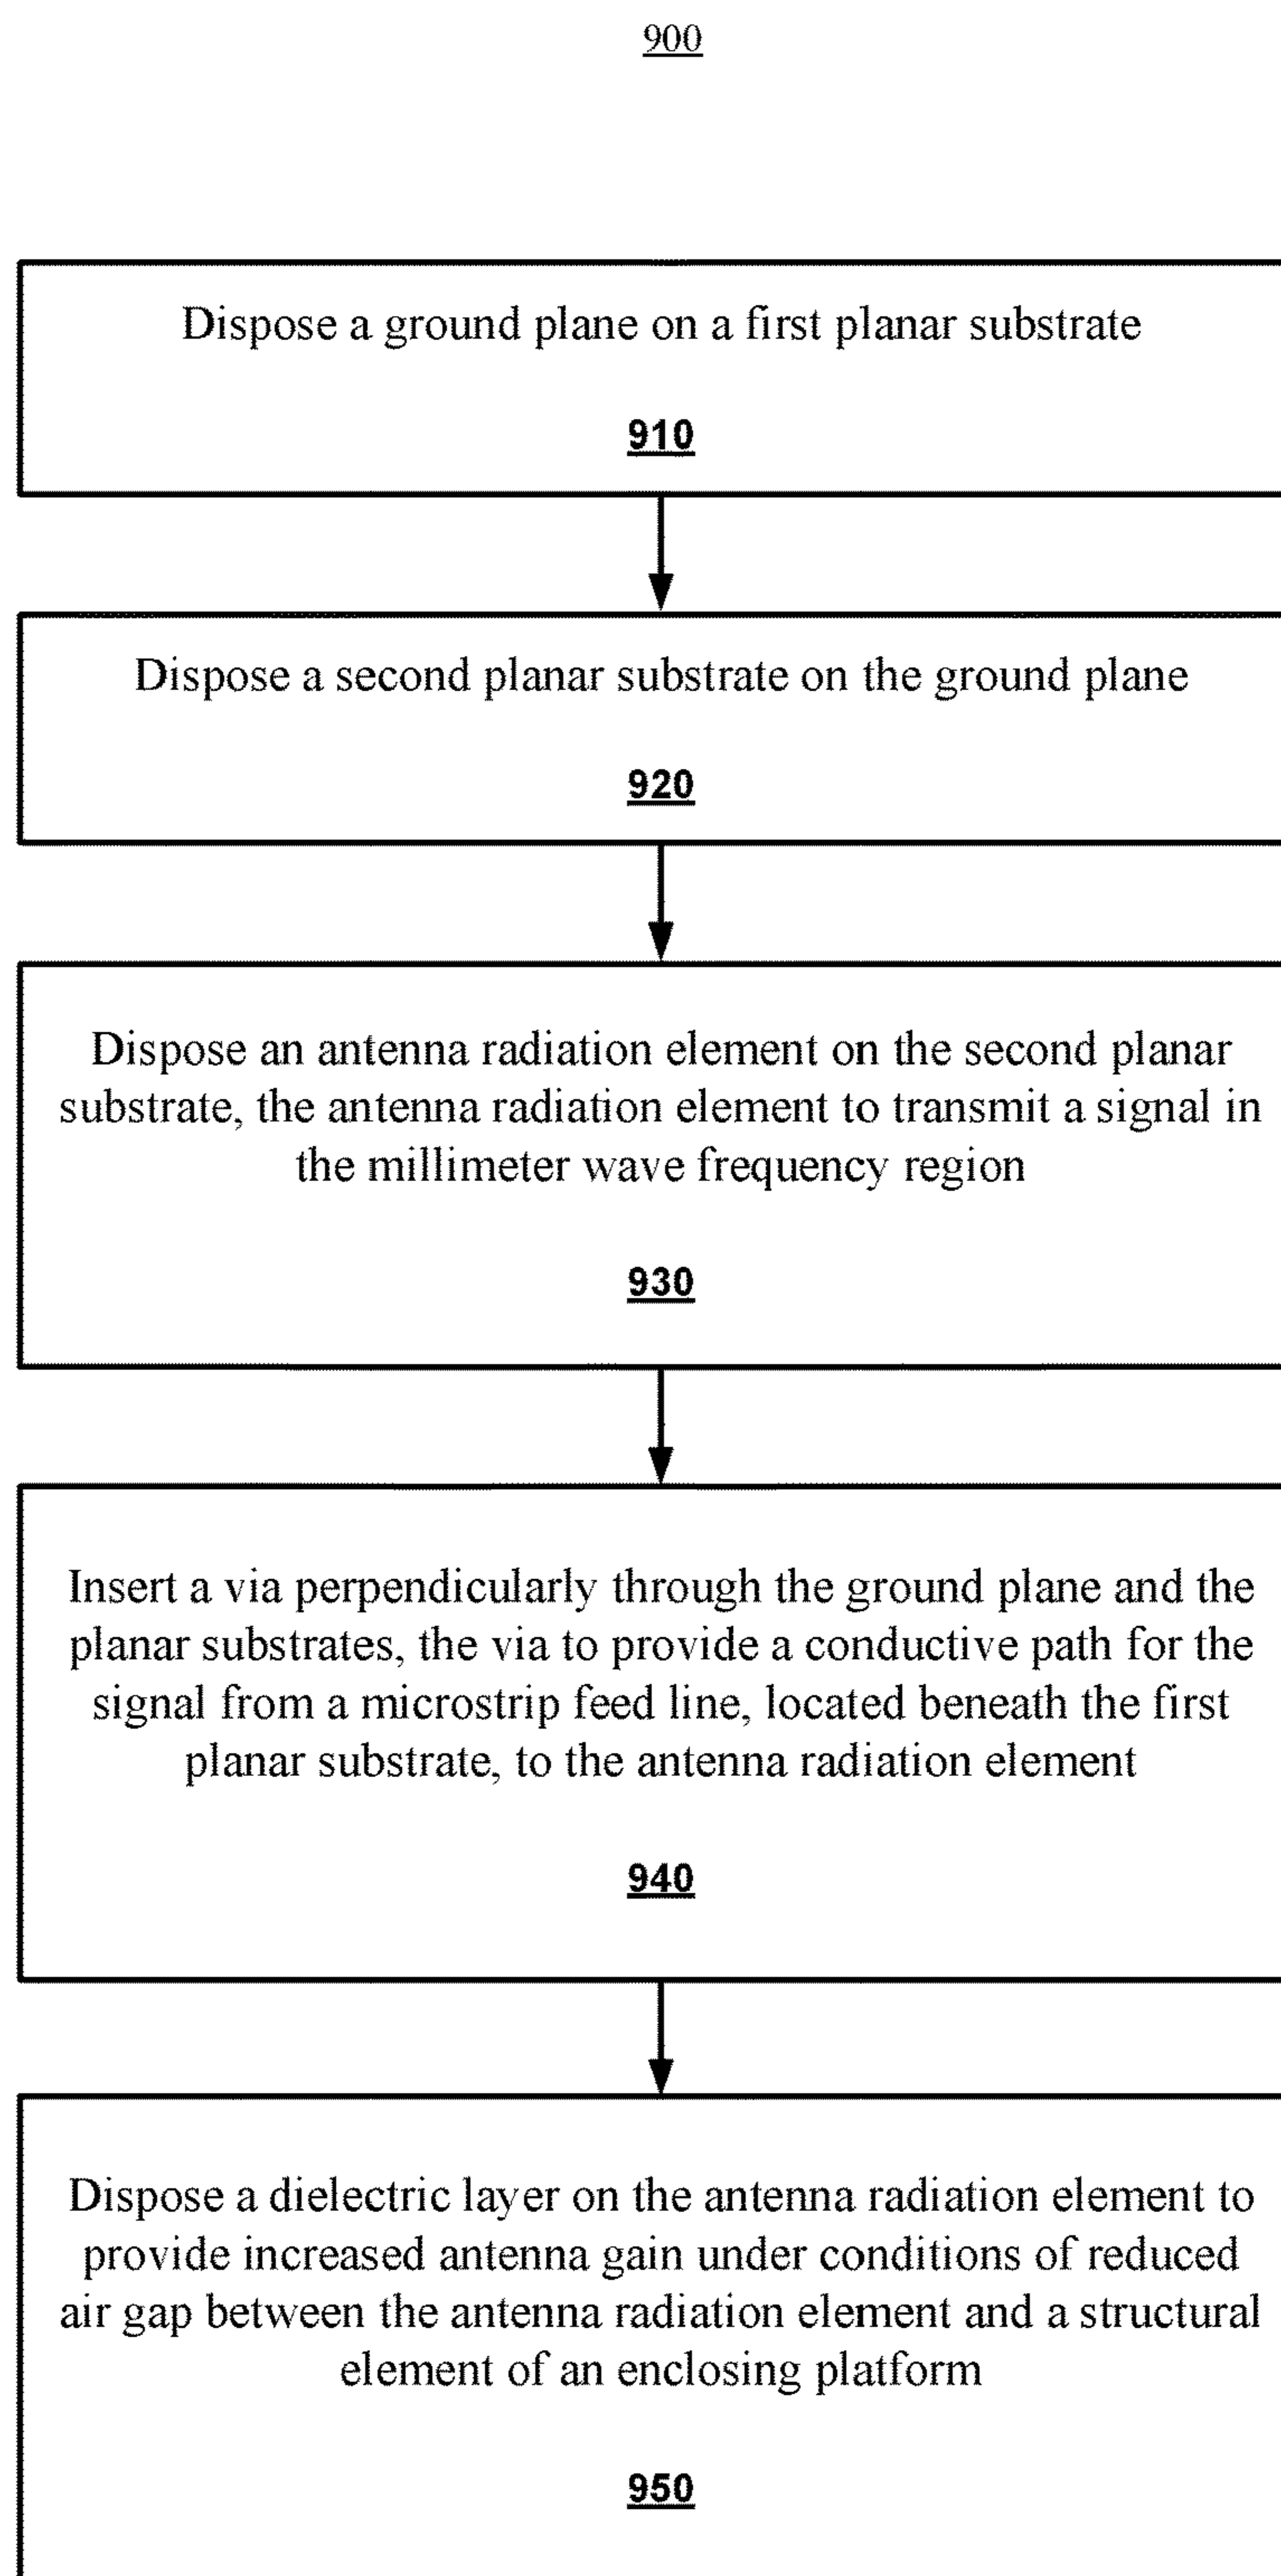 900
Dispose a ground plane on a first planar substrate
910
Dispose a second planar substrate on the ground plane
920
Dispose an antenna radiation element on the second planar
substrate, the antenna radiation element to transmit a signal in
the millimeter wave frequency region
930
Insert a via perpendicularly through the ground plane and the
planar substrates, the via to provide a conductive path for the
signal from a microstrip feed line, located beneath the first
planar substrate, to the antenna radiation element
940
Dispose a dielectric layer on the antenna radiation element to
provide increased antenna gain under conditions of reduced
air gap between the antenna radiation element and a structural
element of an enclosing platform
950